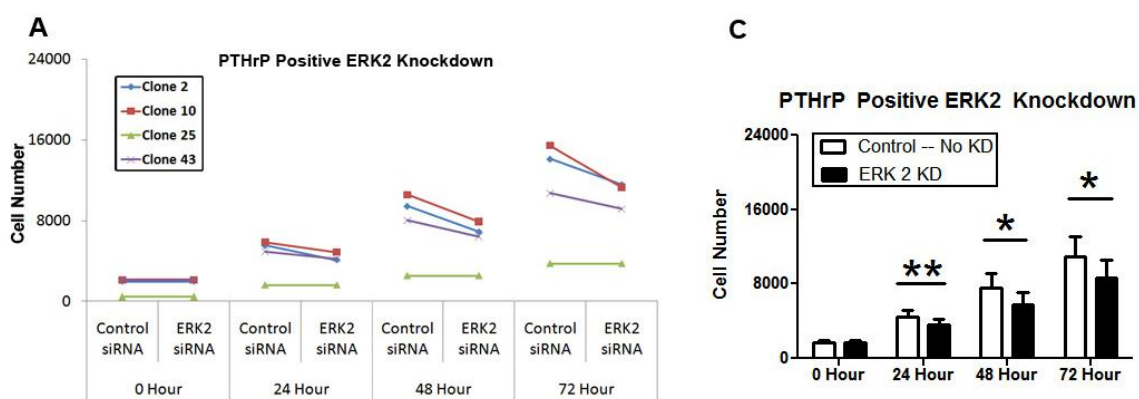 A
PTHrP Positive ERK2 Knockdown
24000
16000
8000
0
Cell Number
Clone 2
Clone 10
Clone 25
Clone 43
Control siRNA
ERK2 siRNA
Control siRNA
ERK2 siRNA
Control siRNA
ERK2 siRNA
Control siRNA
ERK2 siRNA
0 Hour
24 Hour
48 Hour
72 Hour
C
PTHrP Positive ERK2 Knockdown
24000
16000
8000
0
Cell Number
Control -- No KD
ERK 2 KD
**
*
*
0 Hour
24 Hour
48 Hour
72 Hour